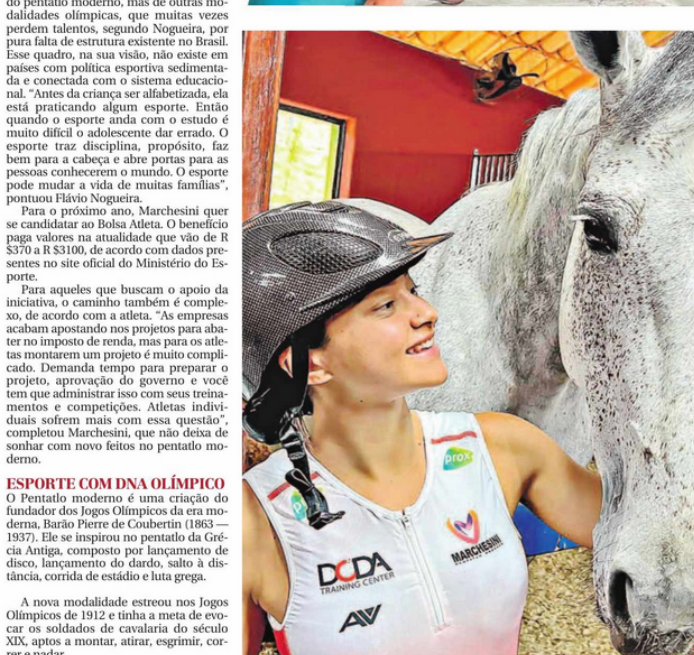 do pentatlo moderno, mas de outras mo-
dalidades olímpicas, que muitas vezes
perdem talentos, segundo Nogueira, por
pura falta de estrutura existente no Brasil.
Esse quadro, na sua visão, não existe em
países com política esportiva sedimenta-
da e conectada com o sistema educacio-
nal. “Antes da criança ser alfabetizada, ela
está praticando algum esporte. Então
quando o esporte anda com o estudo é
muito difícil o adolescente dar errado. O
esporte traz disciplina, propósito, faz
bem para a cabeça e abre portas para as
pessoas conhecerem o mundo. O esporte
pode mudar a vida de muitas famílias”,
pontuou Flávio Nogueira.
Para o próximo ano, Marchesini quer
se candidatar ao Bolsa Atleta. O benefício
paga valores na atualidade que vão de R
$370 a R $3100, de acordo com dados pre-
sentes no site oficial do Ministério do Es-
porte.
Para aqueles que buscam o apoio da
iniciativa, o caminho também é comple-
xo, de acordo com a atleta. “As empresas
acabam apostando nos projetos para aba-
ter no imposto de renda, mas para os atle-
tas montarem um projeto é muito compli-
cado. Demanda tempo para preparar o
projeto, aprovação do governo e você
tem que administrar isso com seus treina-
mentos e competições. Atletas indivi-
duais sofrem mais com essa questão”,
completou Marchesini, que não deixa de
sonhar com novo feitos no pentatlo mo-
derno.
ESPORTE COM DNA OLÍMPICO
O Pentatlo moderno é uma criação do
fundador dos Jogos Olímpicos da era mo-
derna, Barão Pierre de Coubertin (1863 —
1937). Ele se inspirou no pentatlo da Gré-
cia Antiga, composto por lançamento de
disco, lançamento do dardo, salto à dis-
tância, corrida de estádio e luta grega.
A nova modalidade estreou nos Jogos
Olímpicos de 1912 e tinha a meta de evo-
car os soldados de cavalaria do século
XIX, aptos a montar, atirar, esgrimir, cor-
rer e nadar.
prox
MARCHESINI
DCDA
TRAINING CENTER